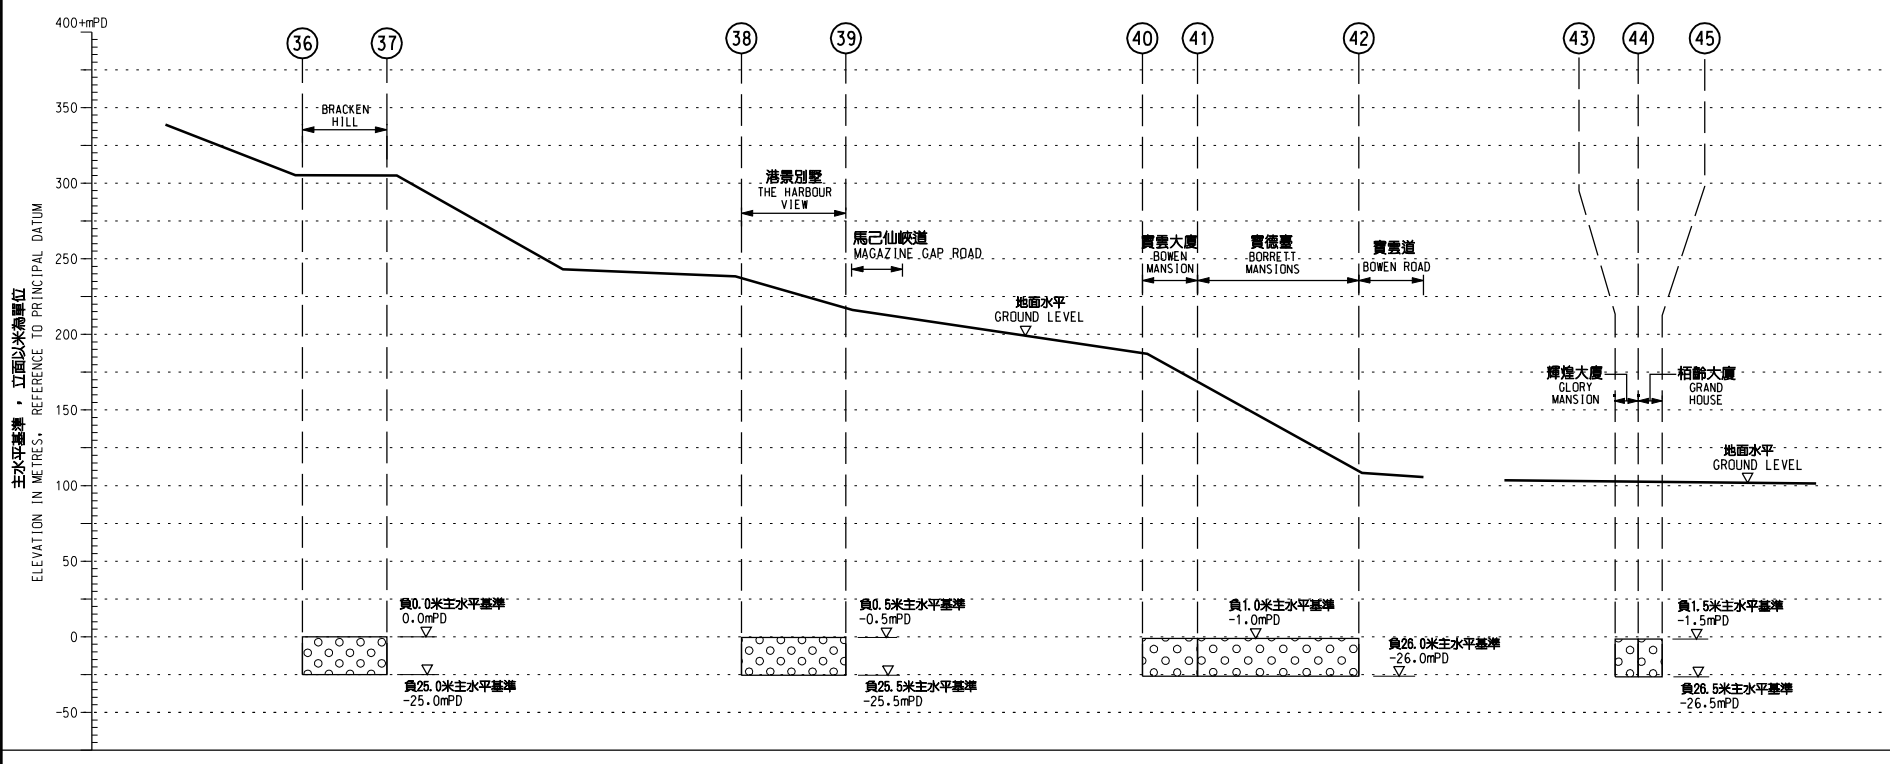 400+mPD
36
37
38
39
40
41
42
43
44
45
350
300
250
200
150
100
50
0
-50
主水平基準,立面以米為單位
ELEVATION IN METRES, REFERENCE TO PRINCIPAL DATUM
BRACKEN
HILL
港景別墅
THE HARBOUR
VIEW
馬己仙峽道
MAGAZINE GAP ROAD
地面水平
GROUND LEVEL
寶雲大廈
BOWEN
MANSION
寶德臺
BORRETT
MANSIONS
寶雲道
BOWEN ROAD
輝煌大廈
GLORY
MANSION
栢齡大廈
GRAND
HOUSE
地面水平
GROUND LEVEL
負0.0米主水平基準
0.0mPD
負25.0米主水平基準
-25.0mPD
負0.5米主水平基準
-0.5mPD
負25.5米主水平基準
-25.5mPD
負1.0米主水平基準
-1.0mPD
負26.0米主水平基準
-26.0mPD
負1.5米主水平基準
-1.5mPD
負26.5米主水平基準
-26.5mPD